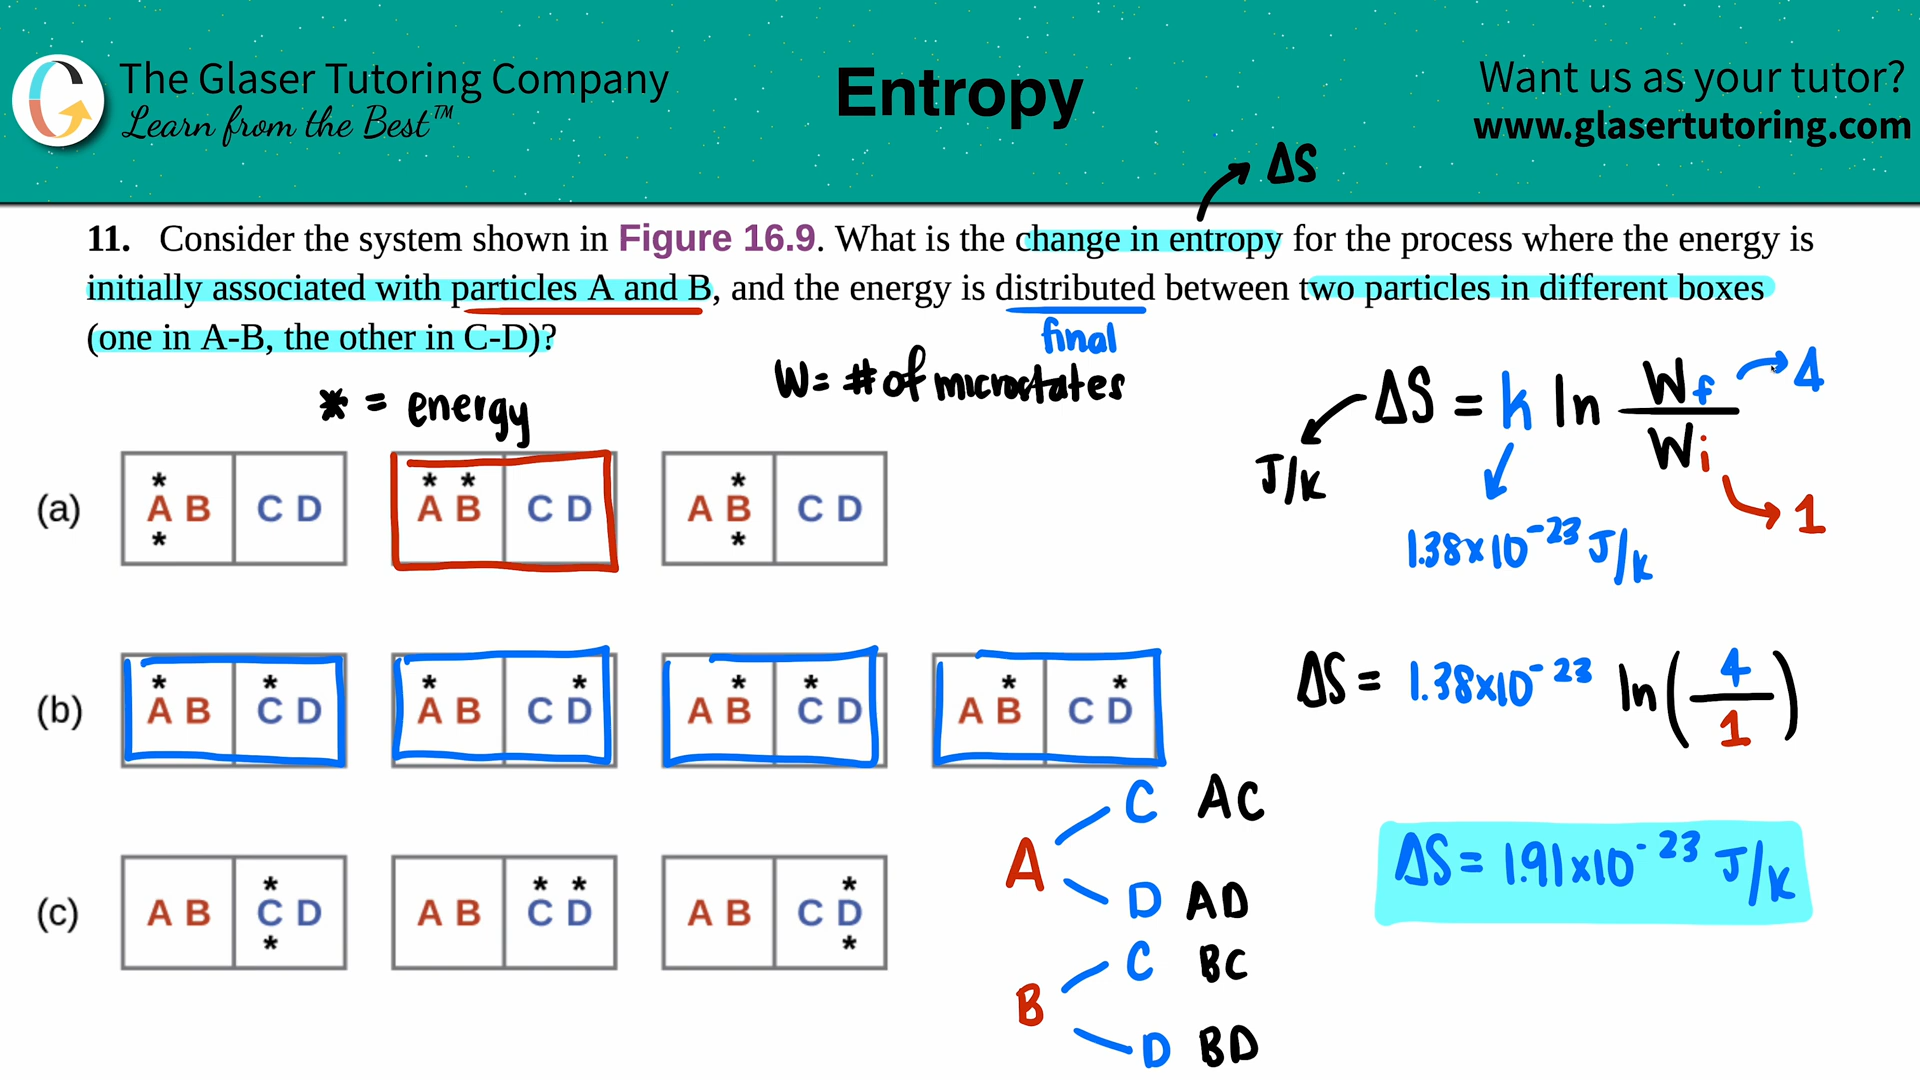 The Glaser Tutoring Company
Learn from the Best™
Entropy
Want us as your tutor?
www.glasertutoring.com
ΔS
11. Consider the system shown in Figure 16.9. What is the change in entropy for the process where the energy is
initially associated with particles A and B, and the energy is distributed between two particles in different boxes
(one in A-B, the other in C-D)?
final
* = energy
W = # of microstates
ΔS = k ln Wf/Wi
4
1
J/K
1.38x10⁻²³ J/K
(a)
* A B * C D
* * A B C D
A * B * C D
(b)
* A B * C D
* A B C * D
A * B * C D
A * B C * D
ΔS = 1.38x10⁻²³ ln(4/1)
(c)
A B * C * D
A B * * C D
A B C * D *
A
C AC
D AD
B
C BC
D BD
ΔS = 1.91x10⁻²³ J/K